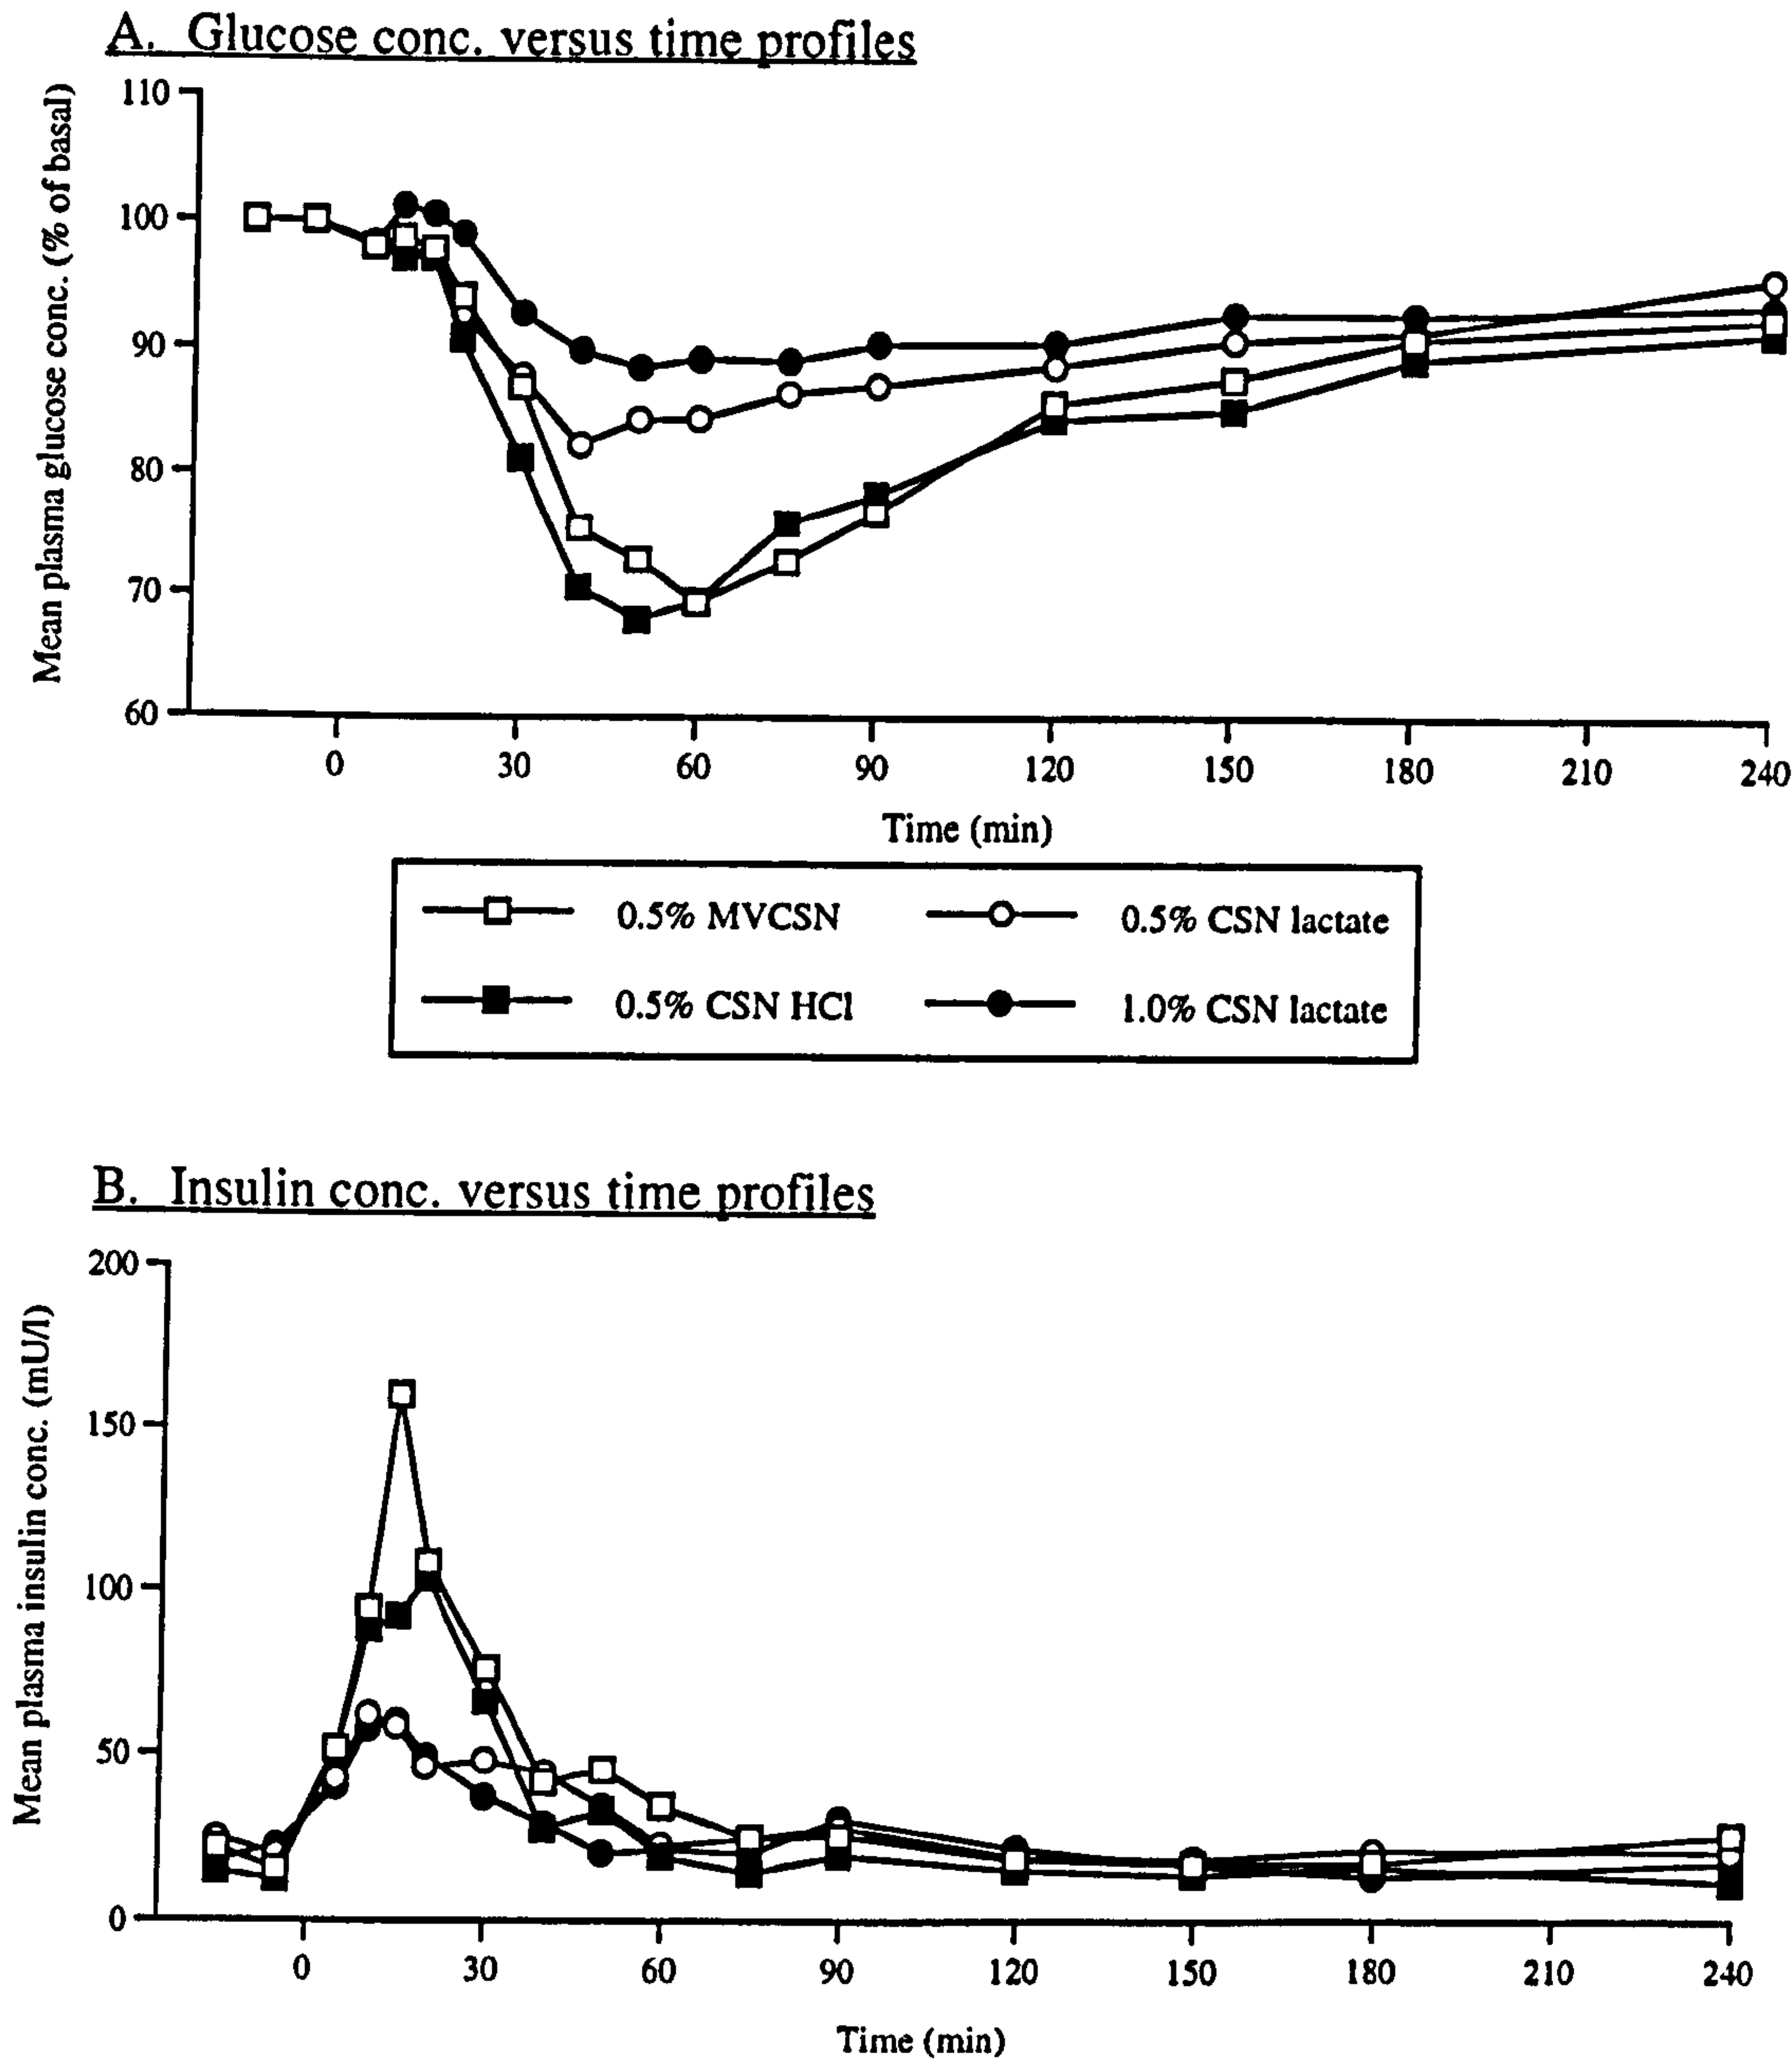 A. Glucose conc. versus time profiles
Mean plasma glucose conc. (% of basal)
110
100
90
80
70
60
0 30 60 90 120 150 180 210 240
Time (min)
0.5% MVCSN 0.5% CSN lactate
0.5% CSN HCl 1.0% CSN lactate
B. Insulin conc. versus time profiles
Mean plasma insulin conc. (mU/l)
200
150
100
50
0
0 30 60 90 120 150 180 210 240
Time (min)